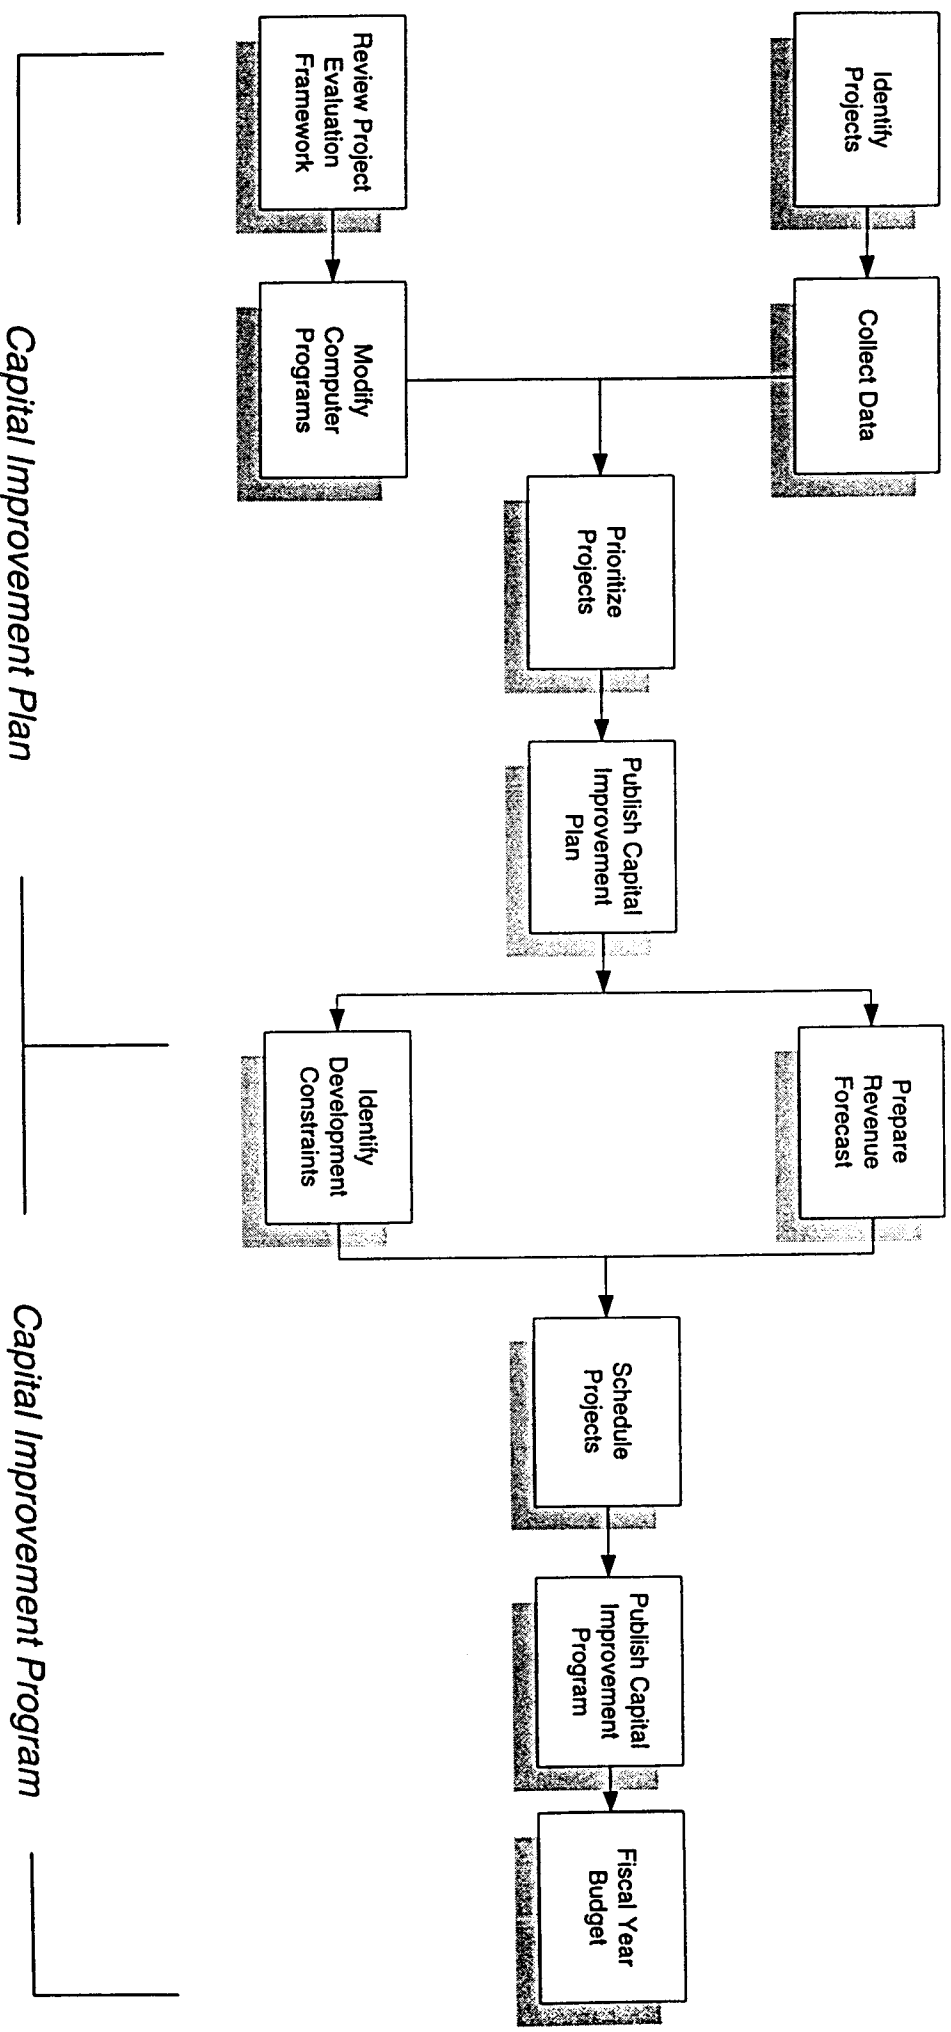 Identify
Projects
Collect Data
Review Project
Evaluation
Framework
Modify
Computer
Programs
Prioritize
Projects
Publish Capital
Improvement
Plan
Prepare
Revenue
Forecast
Identify
Development
Constraints
Schedule
Projects
Publish Capital
Improvement
Program
Fiscal Year
Budget
Capital Improvement Plan
Capital Improvement Program